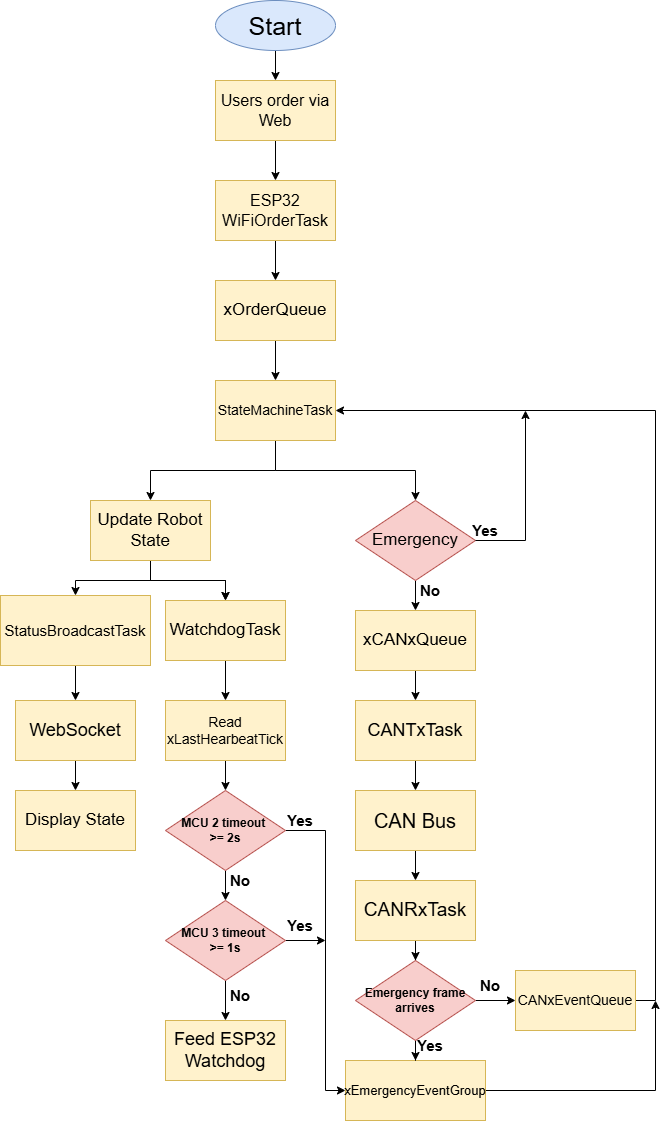 Start
Users order via
Web
ESP32
WiFiOrderTask
xOrderQueue
StateMachineTask
Update Robot
State
Emergency
Yes
No
StatusBroadcastTask
WatchdogTask
xCANxQueue
WebSocket
Read
xLastHearbeatTick
CANTxTask
Display State
MCU 2 timeout
>= 2s
Yes
No
CAN Bus
MCU 3 timeout
>= 1s
Yes
No
CANRxTask
Emergency frame
arrives
No
Yes
CANxEventQueue
Feed ESP32
Watchdog
xEmergencyEventGroup